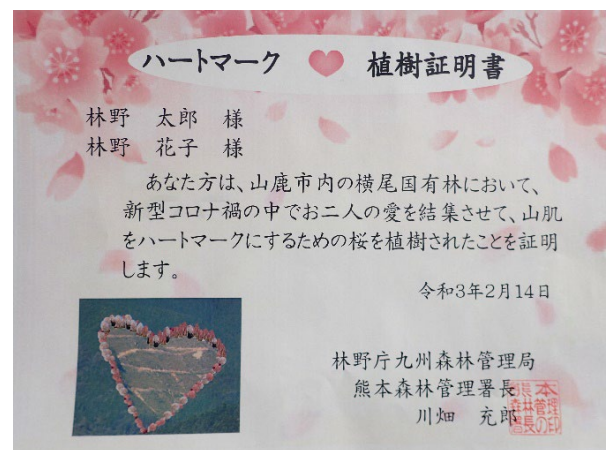 ハートマーク ♥ 植樹証明書
林野 太郎 様
林野 花子 様
あなた方は、山鹿市内の横尾国有林において、
新型コロナ禍の中でお二人の愛を結集させて、山肌
をハートマークにするための桜を植樹されたことを証明
します。
令和3年2月14日
林野庁九州森林管理局
熊本森林管理署長
川畑 充郎